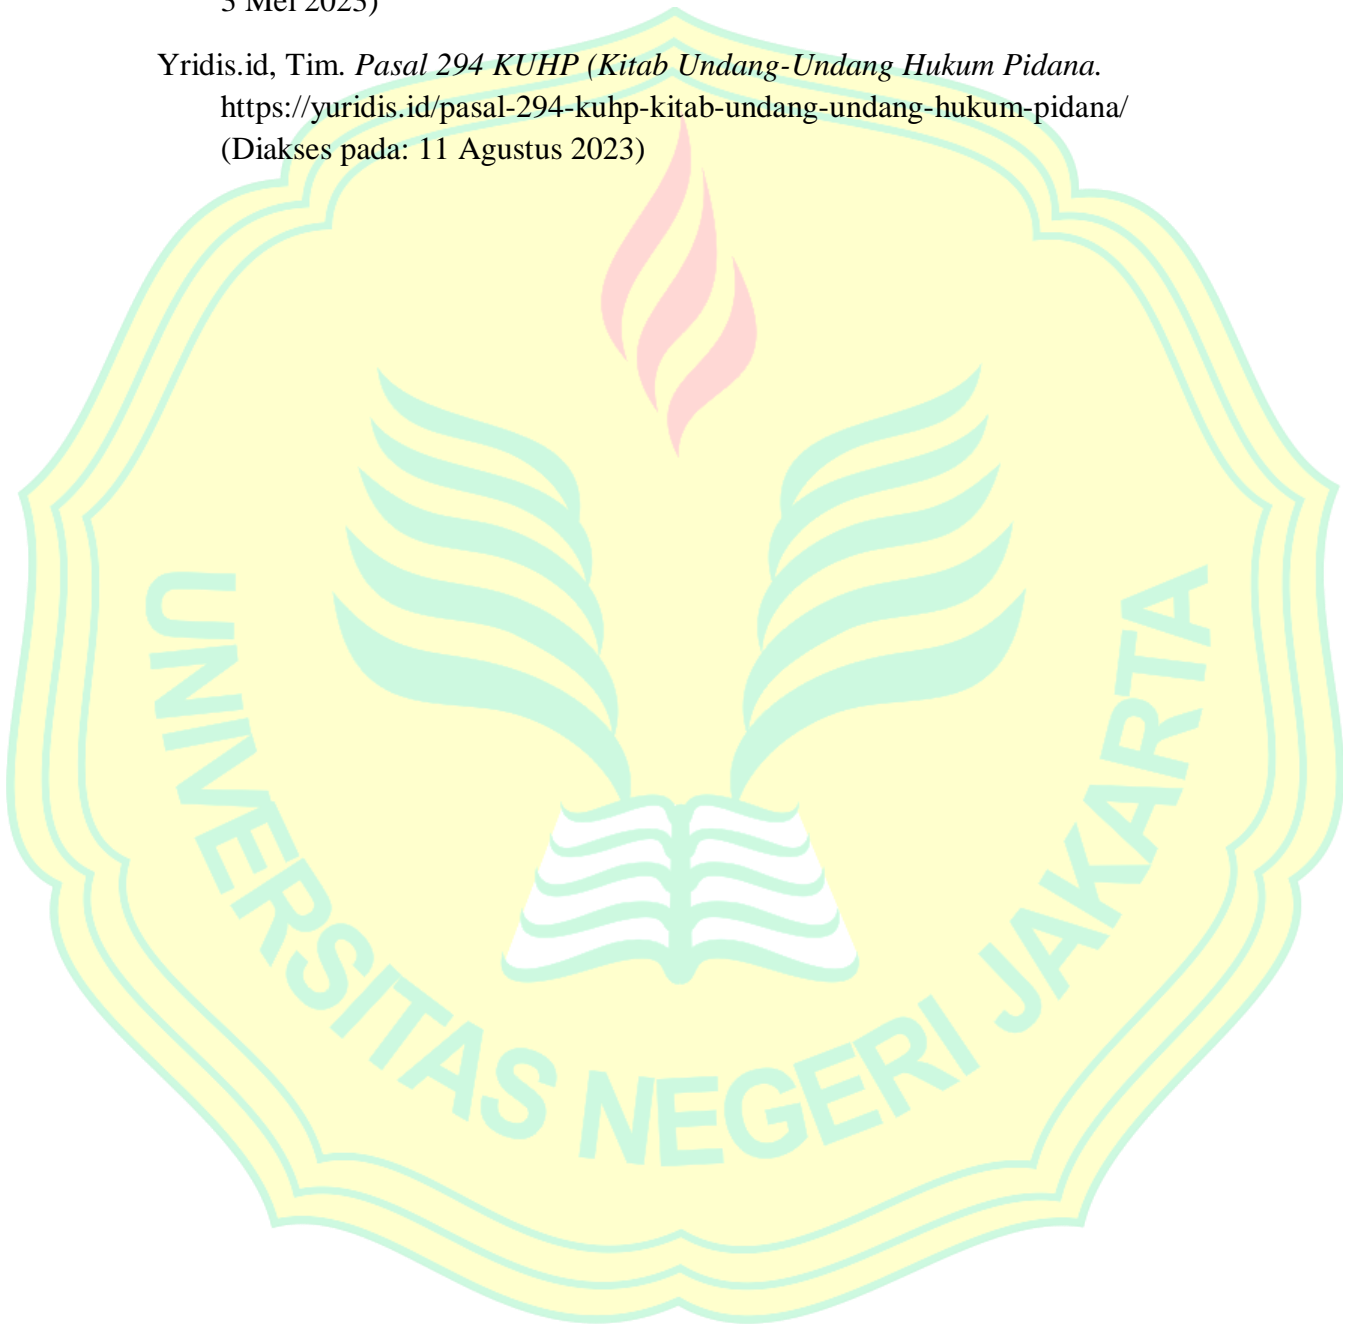 3 Mei 2023)
Yridis.id, Tim. Pasal 294 KUHP (Kitab Undang-Undang Hukum Pidana.
https://yuridis.id/pasal-294-kuhp-kitab-undang-undang-hukum-pidana/
(Diakses pada: 11 Agustus 2023)
UNIVERSITAS NEGERI JAKARTA